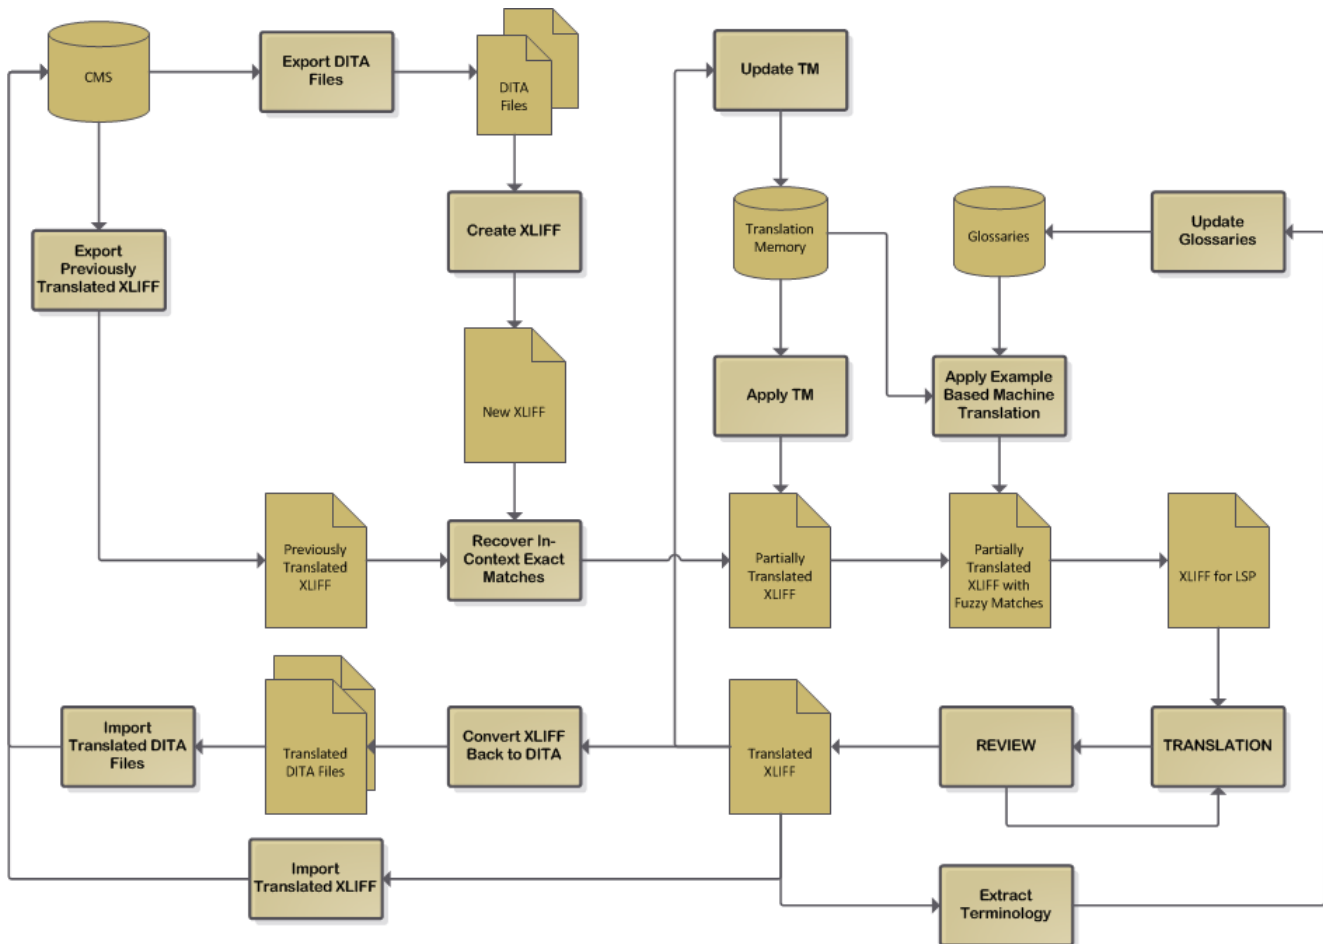 CMS
Export DITA
Files
DITA
Files
Update TM
Export
Previously
Translated XLIFF
Create XLIFF
Translation
Memory
Glossaries
Update
Glossaries
New XLIFF
Apply TM
Apply Example
Based Machine
Translation
Previously
Translated
XLIFF
Recover In-
Context Exact
Matches
Partially
Translated
XLIFF
Partially
Translated
XLIFF with
Fuzzy Matches
XLIFF for LSP
Import
Translated DITA
Files
Translated
DITA Files
Convert XLIFF
Back to DITA
Translated
XLIFF
REVIEW
TRANSLATION
Import
Translated XLIFF
Extract
Terminology